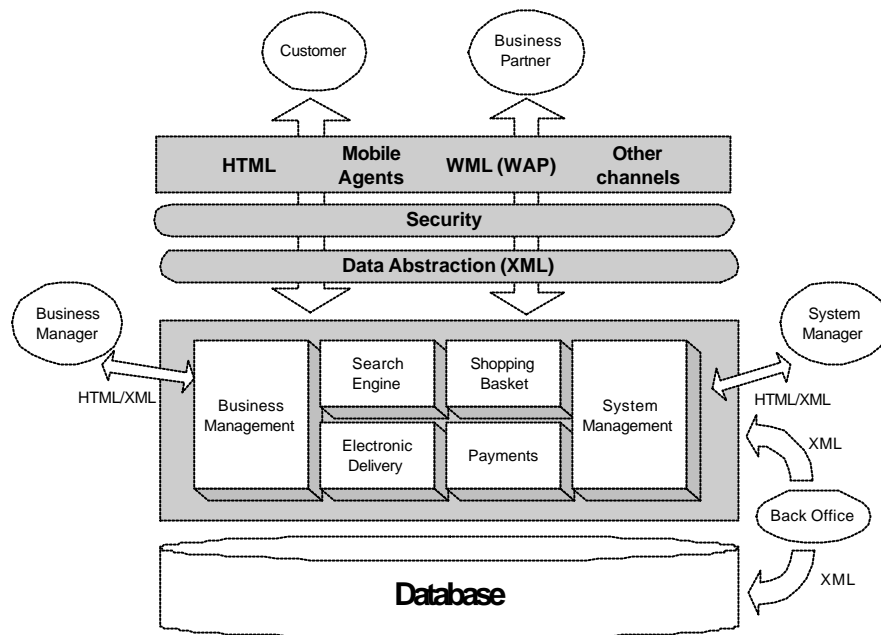 Customer
Business
Partner
HTML
Mobile
Agents
WML (WAP)
Other
channels
Security
Data Abstraction (XML)
Business
Manager
System
Manager
HTML/XML
HTML/XML
Business
Management
Search
Engine
Shopping
Basket
System
Management
Electronic
Delivery
Payments
XML
Back Office
XML
Database